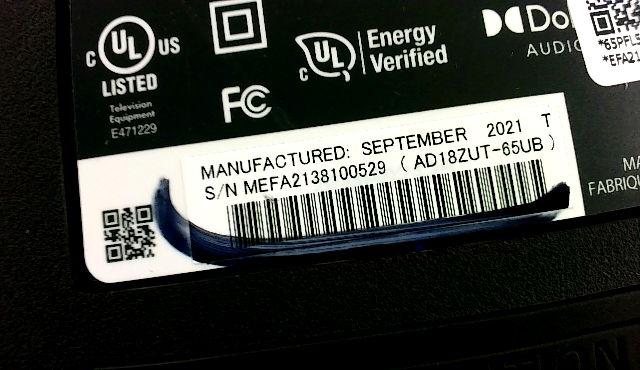 C UL US
LISTED
Television
Equipment
E471229
FC
C UL
Energy
Verified
AUDIO
MANUFACTURED: SEPTEMBER 2021 T
S/N MEFA2138100529 ( AD18ZUT-65UB )